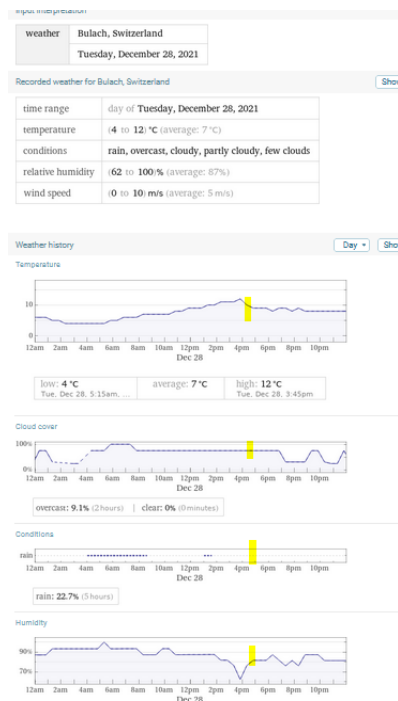 Input interpretation
weather Bulach, Switzerland
Tuesday, December 28, 2021
Recorded weather for Bulach, Switzerland Sho
time range day of Tuesday, December 28, 2021
temperature (4 to 12) °C (average: 7 °C)
conditions rain, overcast, cloudy, partly cloudy, few clouds
relative humidity (62 to 100)% (average: 87%)
wind speed (0 to 10) m/s (average: 5 m/s)
Weather history Day Sho
Temperature
10
0
12am 2am 4am 6am 8am 10am 12pm 2pm 4pm 6pm 8pm 10pm
Dec 28
low: 4 °C average: 7 °C high: 12 °C
Tue, Dec 28, 5:15am, ... Tue, Dec 28, 3:45pm
Cloud cover
100%
0%
12am 2am 4am 6am 8am 10am 12pm 2pm 4pm 6pm 8pm 10pm
Dec 28
overcast: 9.1% (2 hours) | clear: 0% (0 minutes)
Conditions
rain
12am 2am 4am 6am 8am 10am 12pm 2pm 4pm 6pm 8pm 10pm
Dec 28
rain: 22.7% (5 hours)
Humidity
90%
70%
12am 2am 4am 6am 8am 10am 12pm 2pm 4pm 6pm 8pm 10pm
Dec 28